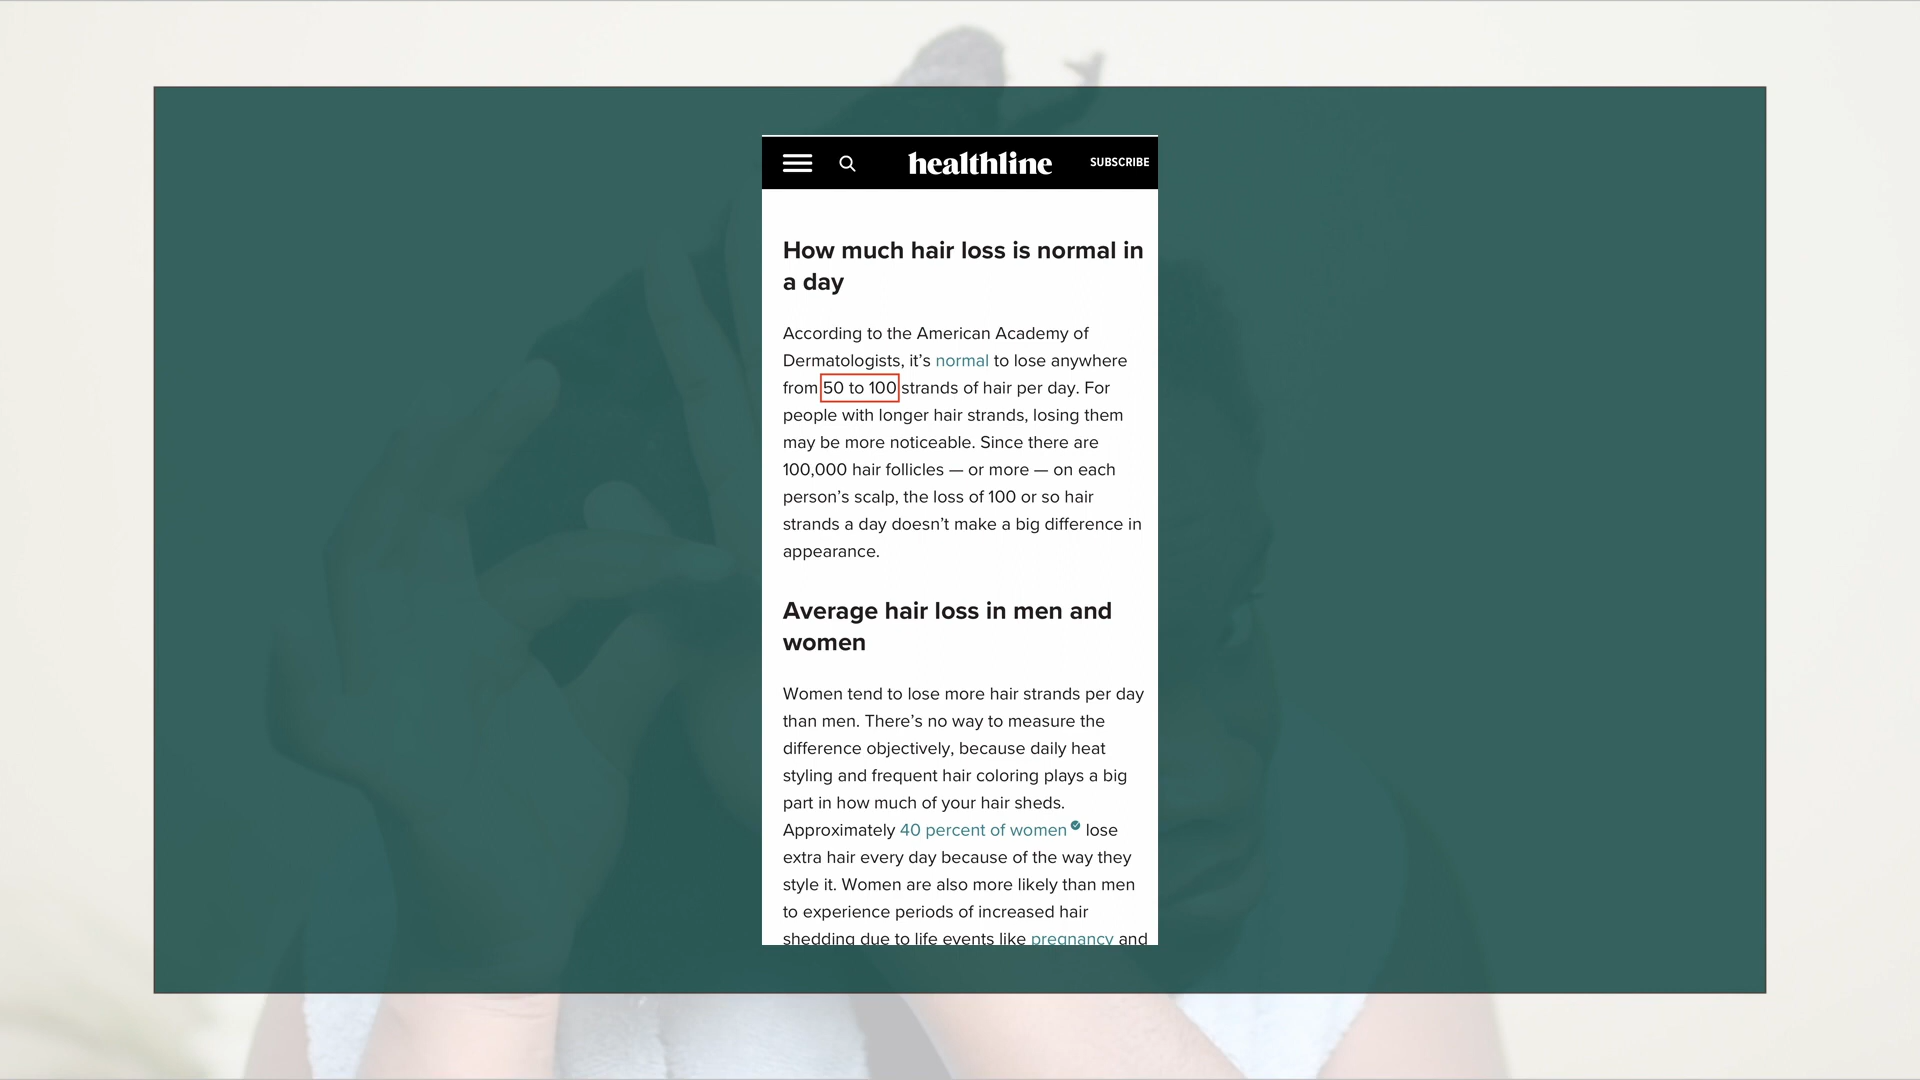 healthline
SUBSCRIBE
How much hair loss is normal in
a day
According to the American Academy of
Dermatologists, it’s normal to lose anywhere
from 50 to 100 strands of hair per day. For
people with longer hair strands, losing them
may be more noticeable. Since there are
100,000 hair follicles — or more — on each
person’s scalp, the loss of 100 or so hair
strands a day doesn’t make a big difference in
appearance.
Average hair loss in men and
women
Women tend to lose more hair strands per day
than men. There’s no way to measure the
difference objectively, because daily heat
styling and frequent hair coloring plays a big
part in how much of your hair sheds.
Approximately 40 percent of women lose
extra hair every day because of the way they
style it. Women are also more likely than men
to experience periods of increased hair
shedding due to life events like pregnancy and